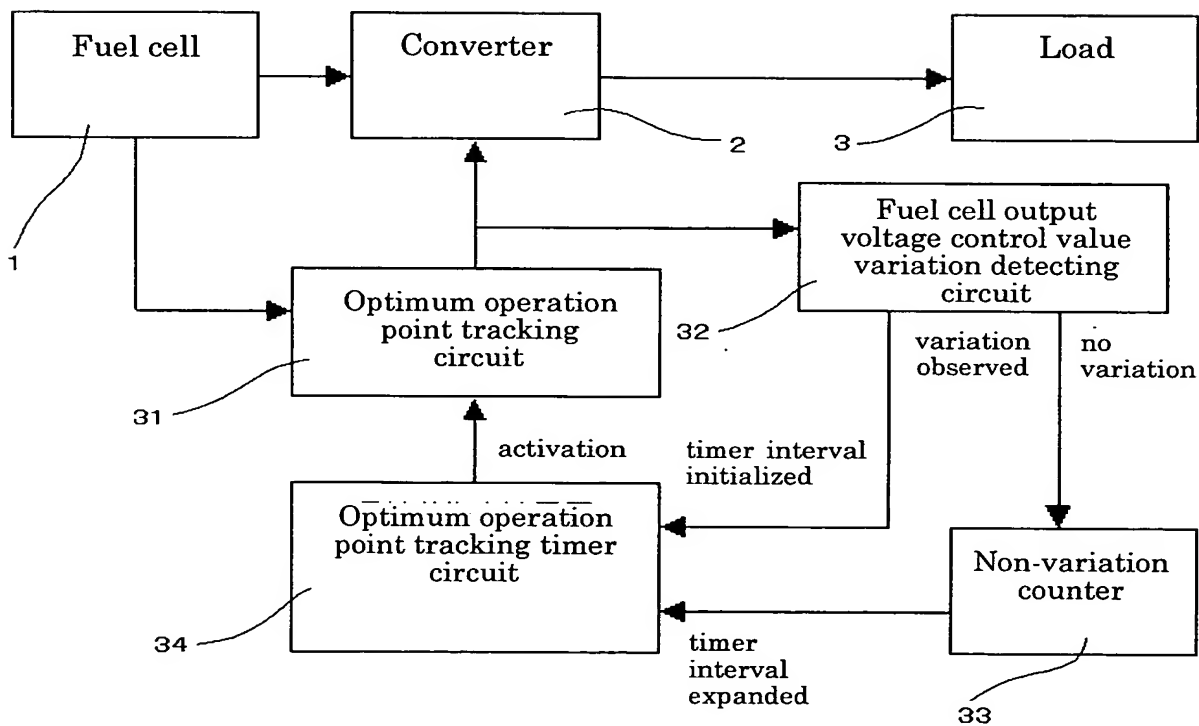 Fuel cell
Converter
Load
1
2
3
Fuel cell output
voltage control value
variation detecting
circuit
32
Optimum operation
point tracking
circuit
31
variation
observed
no
variation
activation
timer interval
initialized
Optimum operation
point tracking timer
circuit
34
Non-variation
counter
33
timer
interval
expanded